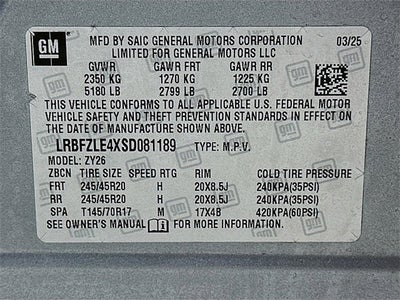 GM
MFD BY SAIC GENERAL MOTORS CORPORATION
LIMITED FOR GENERAL MOTORS LLC
03/25
GVWR GAWR FRT GAWR RR
2350 KG 1270 KG 1225 KG
5180 LB 2799 LB 2700 LB
THIS VEHICLE CONFORMS TO ALL APPLICABLE U.S. FEDERAL MOTOR
VEHICLE SAFETY AND THEFT PREVENTION STANDARDS IN EFFECT ON
THE DATE OF MANUFACTURE SHOWN ABOVE.
LRBFZLE4XSD081189 TYPE: M.P.V.
MODEL: ZY26
ZBCN TIRE SIZE SPEED RTG RIM COLD TIRE PRESSURE
FRT 245/45R20 H 20X8.5J 240KPA(35PSI)
RR 245/45R20 H 20X8.5J 240KPA(35PSI)
SPA T145/70R17 M 17X4B 420KPA(60PSI)
SEE OWNER'S MANUAL FOR MORE INFORMATION.